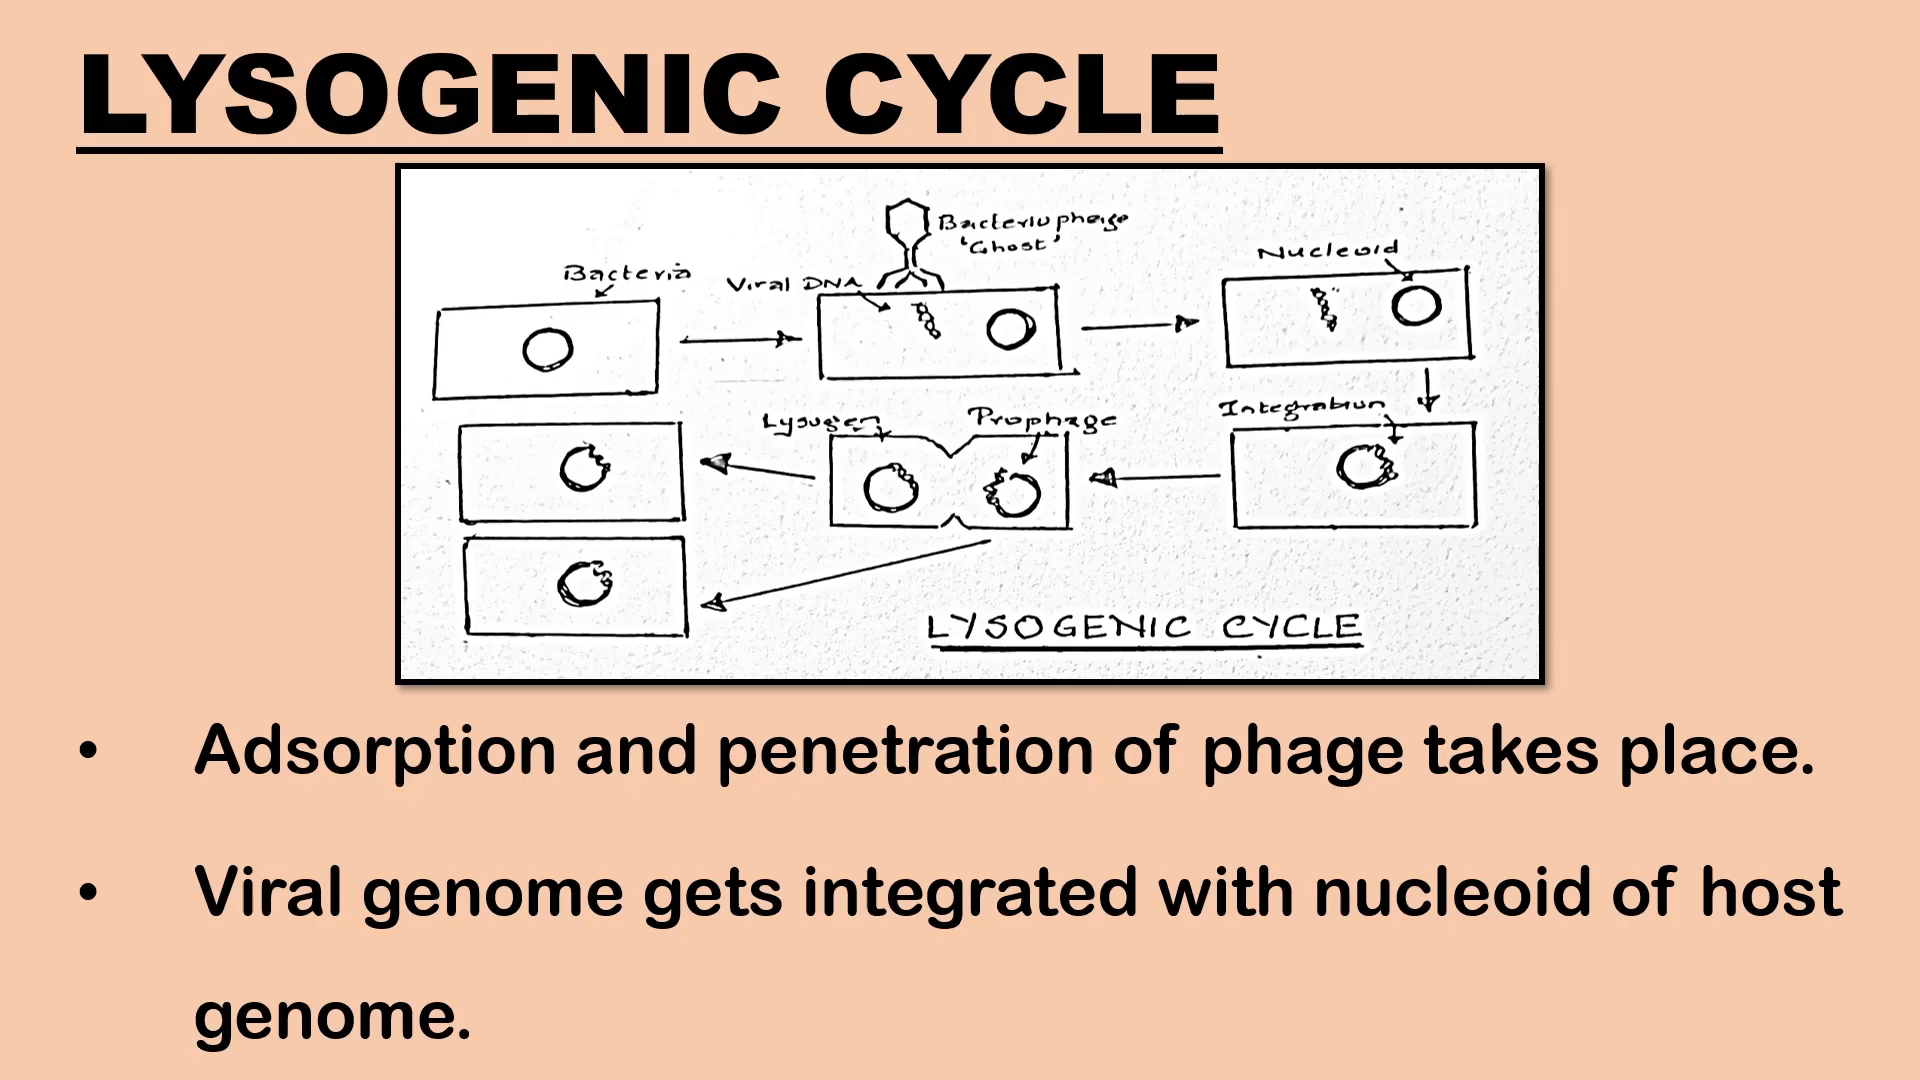 LYSOGENIC CYCLE
Bacteriophage
'Ghost'
Nucleoid
Bacteria
Viral DNA
Lysogen
Prophage
Integration
LYSOGENIC CYCLE
• Adsorption and penetration of phage takes place.
• Viral genome gets integrated with nucleoid of host
genome.